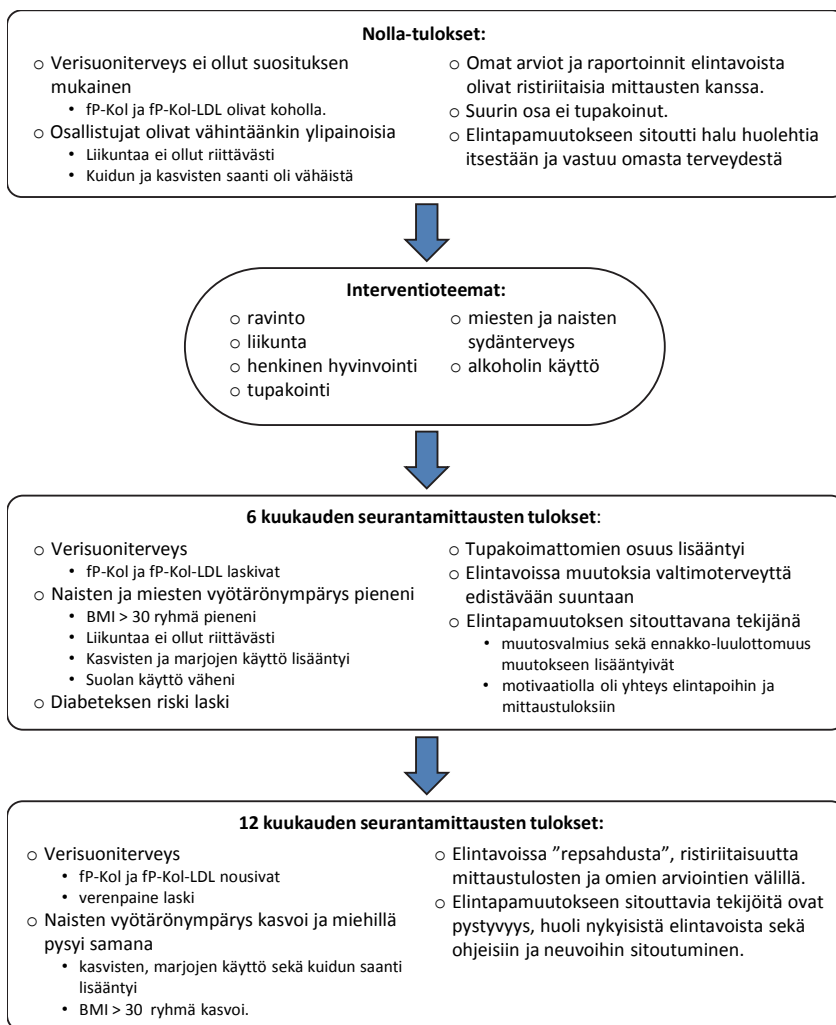 Nolla-tulokset:
o Verisuoniterveys ei ollut suosituksen
mukainen
• fP-Kol ja fP-Kol-LDL olivat koholla.
o Osallistujat olivat vähintäänkin ylipainoisia
• Liikuntaa ei ollut riittävästi
• Kuidun ja kasvisten saanti oli vähäistä
o Omat arviot ja raportoinnit elintavoista
olivat ristiriitaisia mittausten kanssa.
o Suurin osa ei tupakoinut.
o Elintapamuutokseen sitoutti halu huolehtia
itsestään ja vastuu omasta terveydestä
Interventioteemat:
o ravinto
o liikunta
o henkinen hyvinvointi
o tupakointi
o miesten ja naisten
sydänterveys
o alkoholin käyttö
6 kuukauden seurantamittausten tulokset:
o Verisuoniterveys
• fP-Kol ja fP-Kol-LDL laskivat
o Naisten ja miesten vyötärönympärys pieneni
• BMI > 30 ryhmä pieneni
• Liikuntaa ei ollut riittävästi
• Kasvisten ja marjojen käyttö lisääntyi
• Suolan käyttö väheni
o Diabeteksen riski laski
o Tupakoimattomien osuus lisääntyi
o Elintavoissa muutoksia valtimoterveyttä
edistävään suuntaan
o Elintapamuutoksen sitouttavana tekijänä
• muutosvalmius sekä ennakko-luulottomuus
muutokseen lisääntyivät
• motivaatiolla oli yhteys elintapoihin ja
mittaustuloksiin
12 kuukauden seurantamittausten tulokset:
o Verisuoniterveys
• fP-Kol ja fP-Kol-LDL nousivat
• verenpaine laski
o Naisten vyötärönympärys kasvoi ja miehillä
pysyi samana
• kasvisten, marjojen käyttö sekä kuidun saanti
lisääntyi
• BMI > 30 ryhmä kasvoi.
o Elintavoissa ”repsahdusta”, ristiriitaisuutta
mittaustulosten ja omien arviointien välillä.
o Elintapamuutokseen sitouttavia tekijöitä ovat
pystyvyys, huoli nykyisistä elintavoista sekä
ohjeisiin ja neuvoihin sitoutuminen.